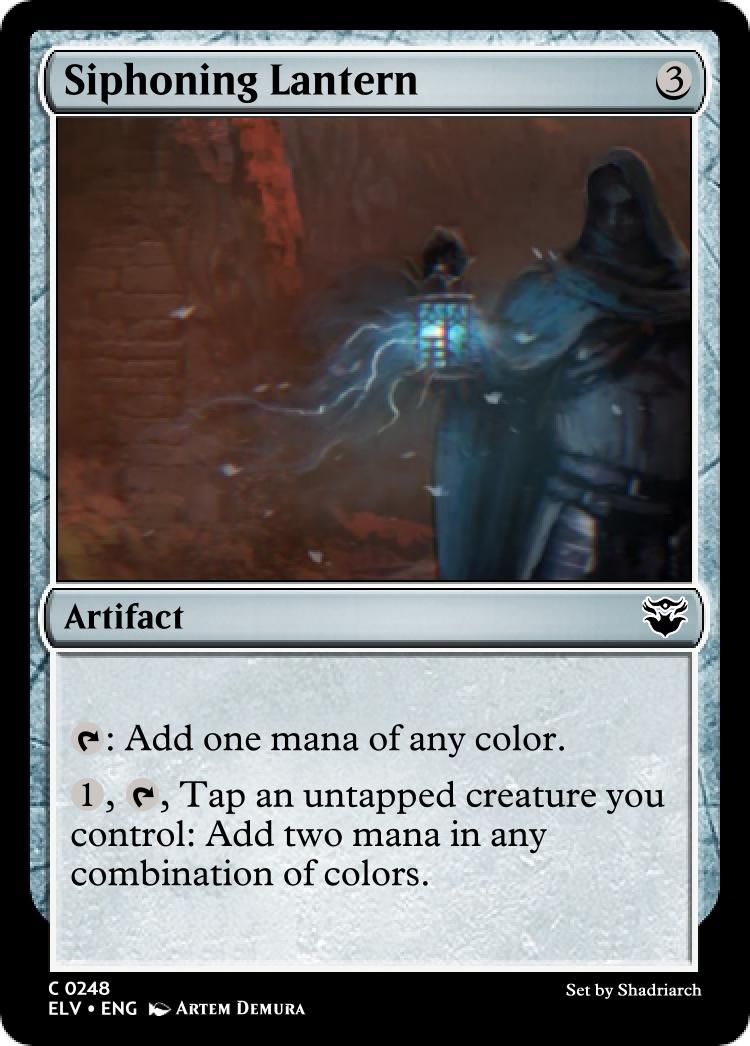 Siphoning Lantern 3
Artifact
: Add one mana of any color.
1, , Tap an untapped creature you
control: Add two mana in any
combination of colors.
C 0248
ELV • ENG ARTEM DEMURA
Set by Shadriarch